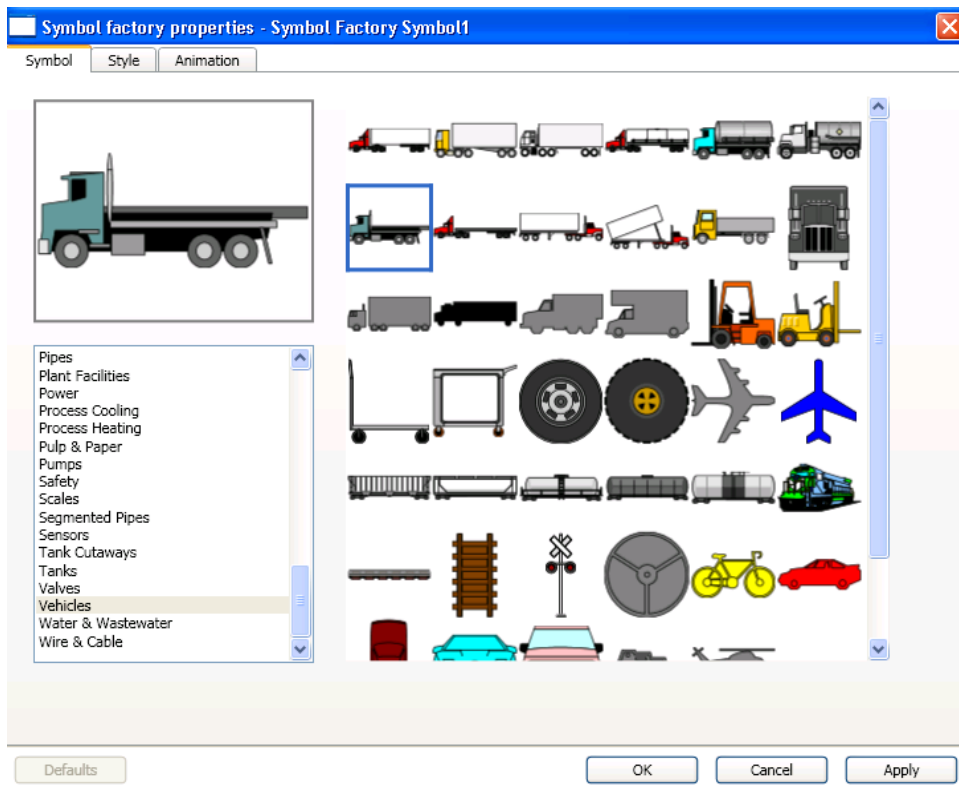 Symbol factory properties - Symbol Factory Symbol1
Symbol Style Animation
Pipes
Plant Facilities
Power
Process Cooling
Process Heating
Pulp & Paper
Pumps
Safety
Scales
Segmented Pipes
Sensors
Tank Cutaways
Tanks
Valves
Vehicles
Water & Wastewater
Wire & Cable
Defaults OK Cancel Apply